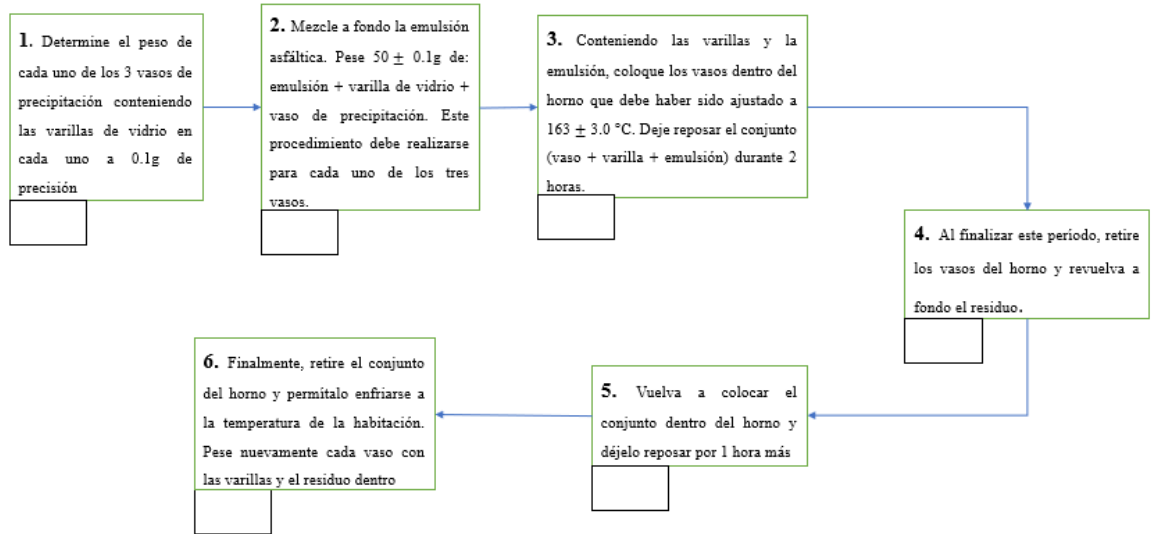 1. Determine el peso de
cada uno de los 3 vasos de
precipitación conteniendo
las varillas de vidrio en
cada uno a 0.1g de
precisión
2. Mezcle a fondo la emulsión
asfáltica. Pese 50 ± 0.1g de:
emulsión + varilla de vidrio +
vaso de precipitación. Este
procedimiento debe realizarse
para cada uno de los tres
vasos.
3. Conteniendo las varillas y la
emulsión, coloque los vasos dentro del
horno que debe haber sido ajustado a
163 ± 3.0 °C. Deje reposar el conjunto
(vaso + varilla + emulsión) durante 2
horas.
4. Al finalizar este periodo, retire
los vasos del horno y revuelva a
fondo el residuo.
5. Vuelva a colocar el
conjunto dentro del horno y
déjelo reposar por 1 hora más
6. Finalmente, retire el conjunto
del horno y permítalo enfriarse a
la temperatura de la habitación.
Pese nuevamente cada vaso con
las varillas y el residuo dentro